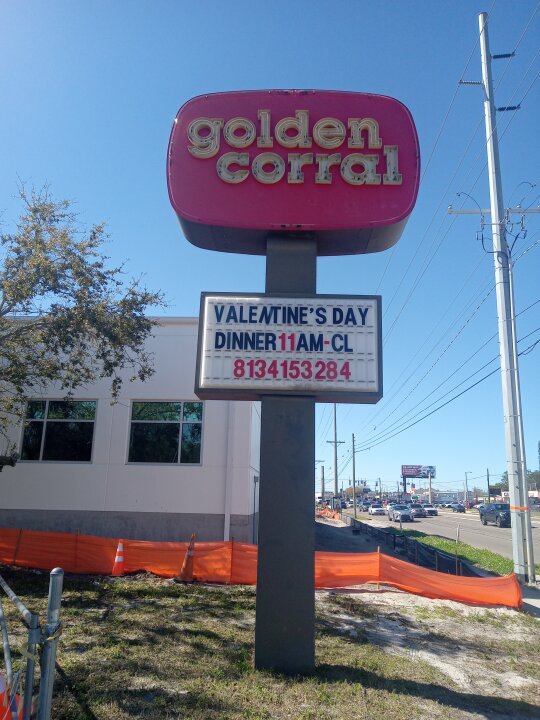 golden
corral
VALENTINE'S DAY
DINNER 11AM-CL
8134153284